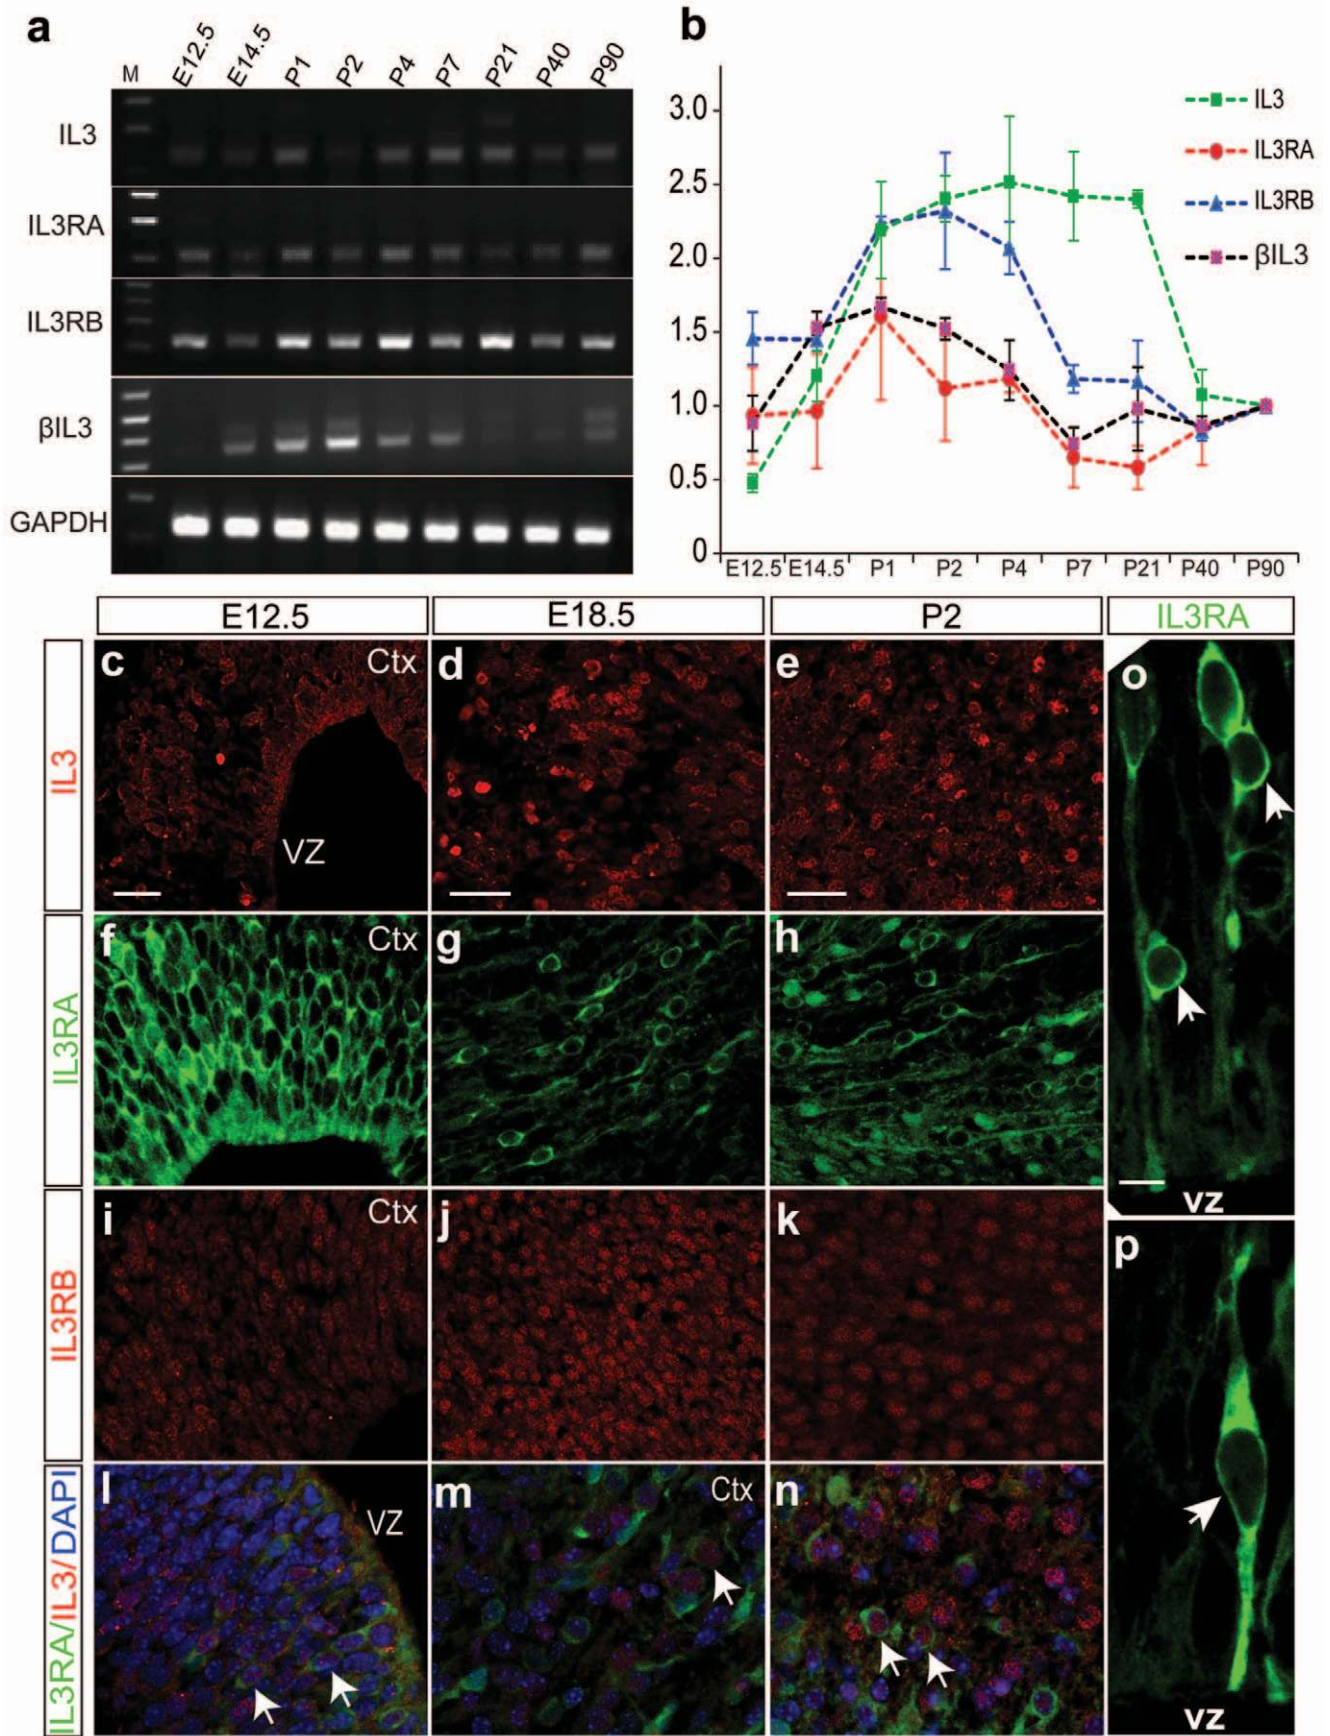 a
M E12.5 E14.5 P1 P2 P4 P7 P21 P40 P90
IL3
IL3RA
IL3RB
βIL3
GAPDH
b
3.0
2.5
2.0
1.5
1.0
0.5
0
E12.5 E14.5 P1 P2 P4 P7 P21 P40 P90
IL3
IL3RA
IL3RB
βIL3
E12.5 E18.5 P2 IL3RA
IL3
c Ctx
VZ
d
e
o
IL3RA
f Ctx
g
h
vz
IL3RB
i Ctx
j
k
p
IL3RA/IL3/DAPI
l
VZ
m Ctx
n
vz